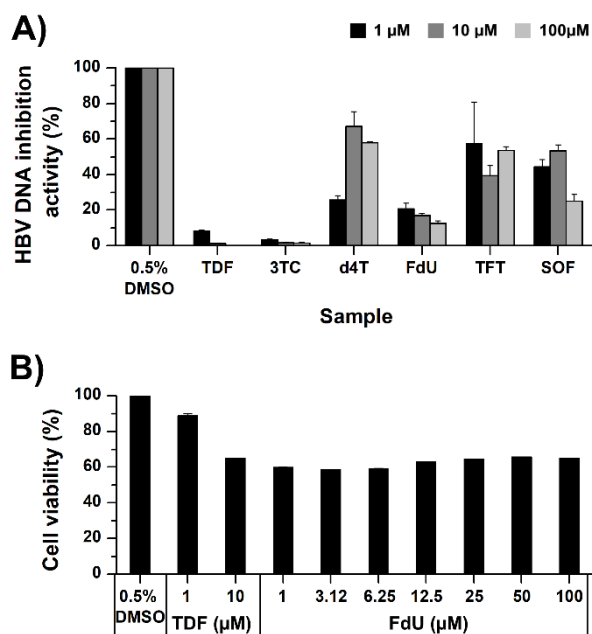 A)
1 µM 10 µM 100µM
HBV DNA inhibition
activity (%)
100
80
60
40
20
0
0.5%
DMSO
TDF 3TC d4T FdU TFT SOF
Sample
B)
Cell viability (%)
100
80
60
40
20
0
0.5%
DMSO
1 10 1 3.12 6.25 12.5 25 50 100
TDF (µM) FdU (µM)